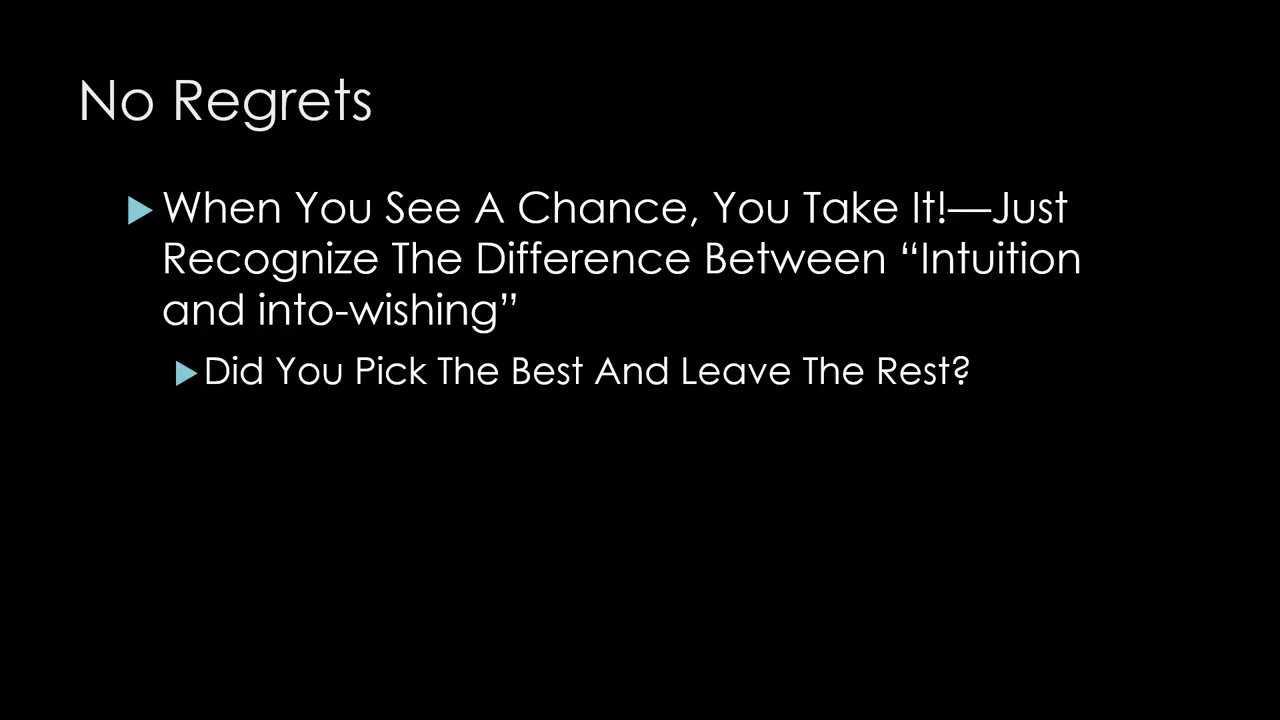 No Regrets
When You See A Chance, You Take It!—Just
Recognize The Difference Between “Intuition
and into-wishing”
Did You Pick The Best And Leave The Rest?